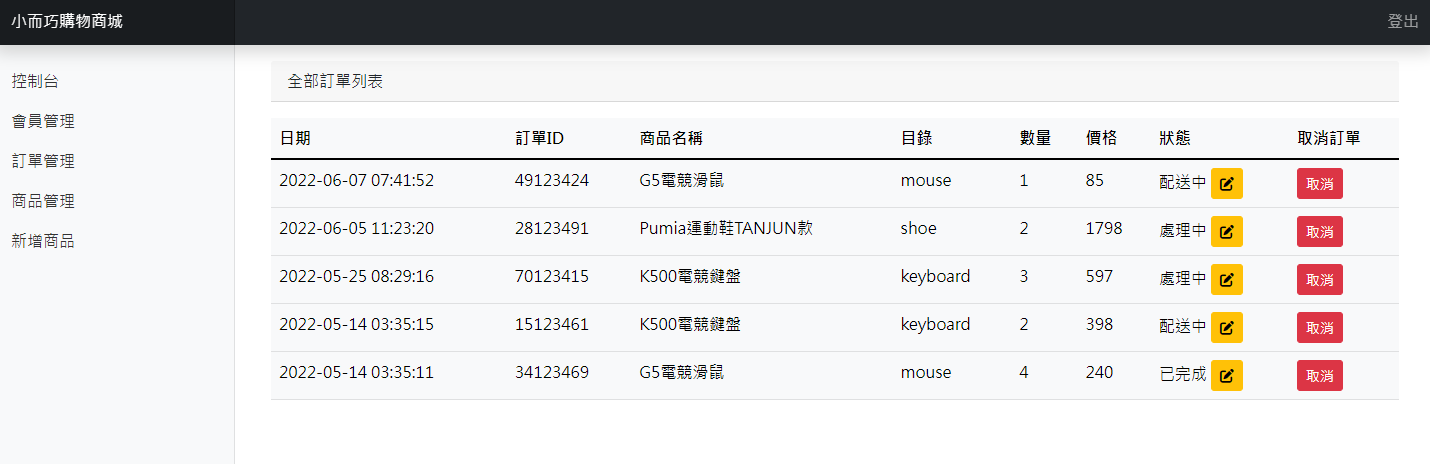 小而巧購物商城 登出
控制台
會員管理
訂單管理
商品管理
新增商品
全部訂單列表
日期 訂單ID 商品名稱 目錄 數量 價格 狀態 取消訂單
2022-06-07 07:41:52 49123424 G5電競滑鼠 mouse 1 85 配送中 取消
2022-06-05 11:23:20 28123491 Pumia運動鞋TANJUN款 shoe 2 1798 處理中 取消
2022-05-25 08:29:16 70123415 K500電競鍵盤 keyboard 3 597 處理中 取消
2022-05-14 03:35:15 15123461 K500電競鍵盤 keyboard 2 398 配送中 取消
2022-05-14 03:35:11 34123469 G5電競滑鼠 mouse 4 240 已完成 取消